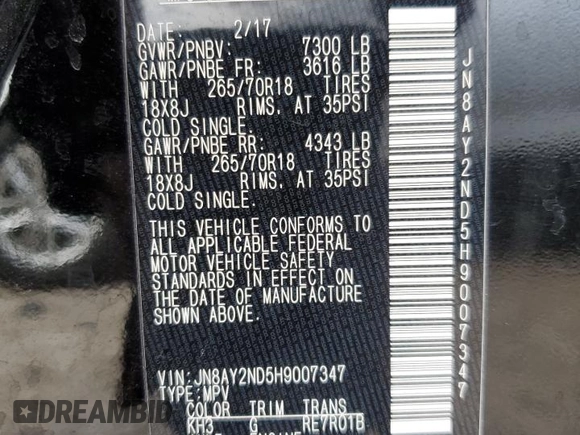 DATE: 2/17
GVWR/PNBV: 7300 LB
GAWR/PNBE FR: 3616 LB
WITH 265/70R18 TIRES
18X8J RIMS. AT 35PSI
COLD SINGLE.
GAWR/PNBE RR: 4343 LB
WITH 265/70R18 TIRES
18X8J RIMS. AT 35PSI
COLD SINGLE.
THIS VEHICLE CONFORMS TO
ALL APPLICABLE FEDERAL
MOTOR VEHICLE SAFETY
STANDARDS IN EFFECT ON
THE DATE OF MANUFACTURE
SHOWN ABOVE.
VIN: JN8AY2ND5H9007347
TYPE: MPV
COLOR TRIM TRANS
KH3 G RE7R01B
JN8AY2ND5H9007347